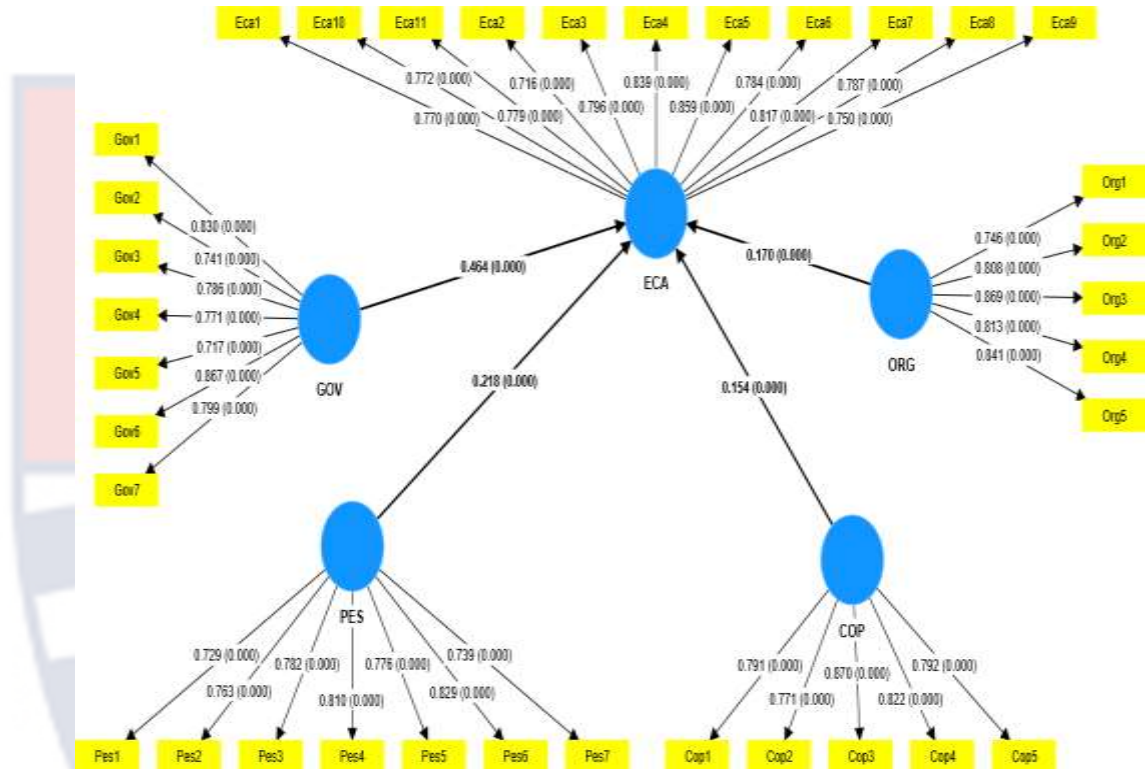 Eca1 Eca10 Eca11 Eca2 Eca3 Eca4 Eca5 Eca6 Eca7 Eca8 Eca9
0.770 (0.000)
0.772 (0.000)
0.779 (0.000)
0.716 (0.000)
0.796 (0.000)
0.839 (0.000)
0.859 (0.000)
0.784 (0.000)
0.817 (0.000)
0.787 (0.000)
0.750 (0.000)
ECA
Gov1
Gov2
Gov3
Gov4
Gov5
Gov6
Gov7
0.830 (0.000)
0.741 (0.000)
0.786 (0.000)
0.771 (0.000)
0.717 (0.000)
0.867 (0.000)
0.799 (0.000)
GOV
0.464 (0.000)
0.170 (0.000)
0.218 (0.000)
0.154 (0.000)
ORG
0.746 (0.000)
0.808 (0.000)
0.869 (0.000)
0.813 (0.000)
0.841 (0.000)
Org1
Org2
Org3
Org4
Org5
PES
0.729 (0.000)
0.763 (0.000)
0.782 (0.000)
0.810 (0.000)
0.776 (0.000)
0.829 (0.000)
0.739 (0.000)
Pes1 Pes2 Pes3 Pes4 Pes5 Pes6 Pes7
COP
0.791 (0.000)
0.771 (0.000)
0.870 (0.000)
0.822 (0.000)
0.792 (0.000)
Cop1 Cop2 Cop3 Cop4 Cop5